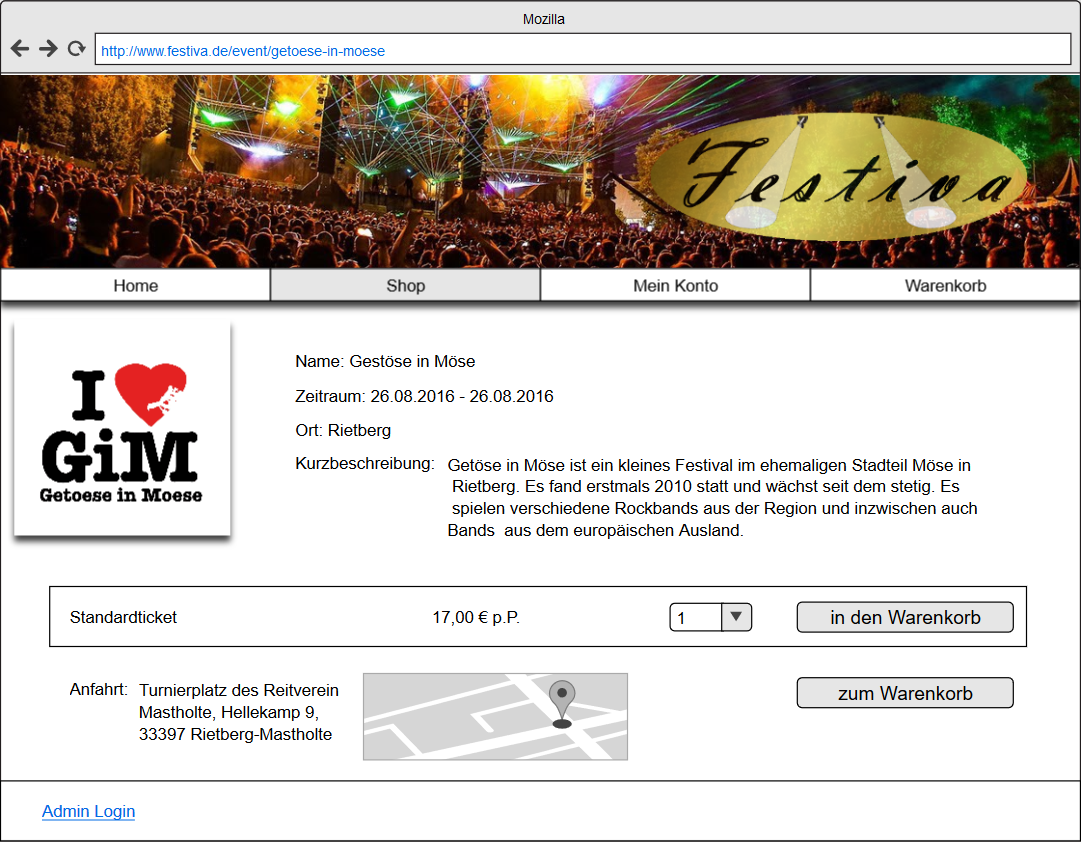 Mozilla
http://www.festiva.de/event/getoese-in-moese
Festiva
Home
Shop
Mein Konto
Warenkorb
I
GiM
Getoese in Moese
Name: Gestöse in Möse
Zeitraum: 26.08.2016 - 26.08.2016
Ort: Rietberg
Kurzbeschreibung: Getöse in Möse ist ein kleines Festival im ehemaligen Stadteil Möse in
Rietberg. Es fand erstmals 2010 statt und wächst seit dem stetig. Es
spielen verschiedene Rockbands aus der Region und inzwischen auch
Bands aus dem europäischen Ausland.
Standardticket 17,00 € p.P. 1 in den Warenkorb
Anfahrt: Turnierplatz des Reitverein
Mastholte, Hellekamp 9,
33397 Rietberg-Mastholte
zum Warenkorb
Admin Login